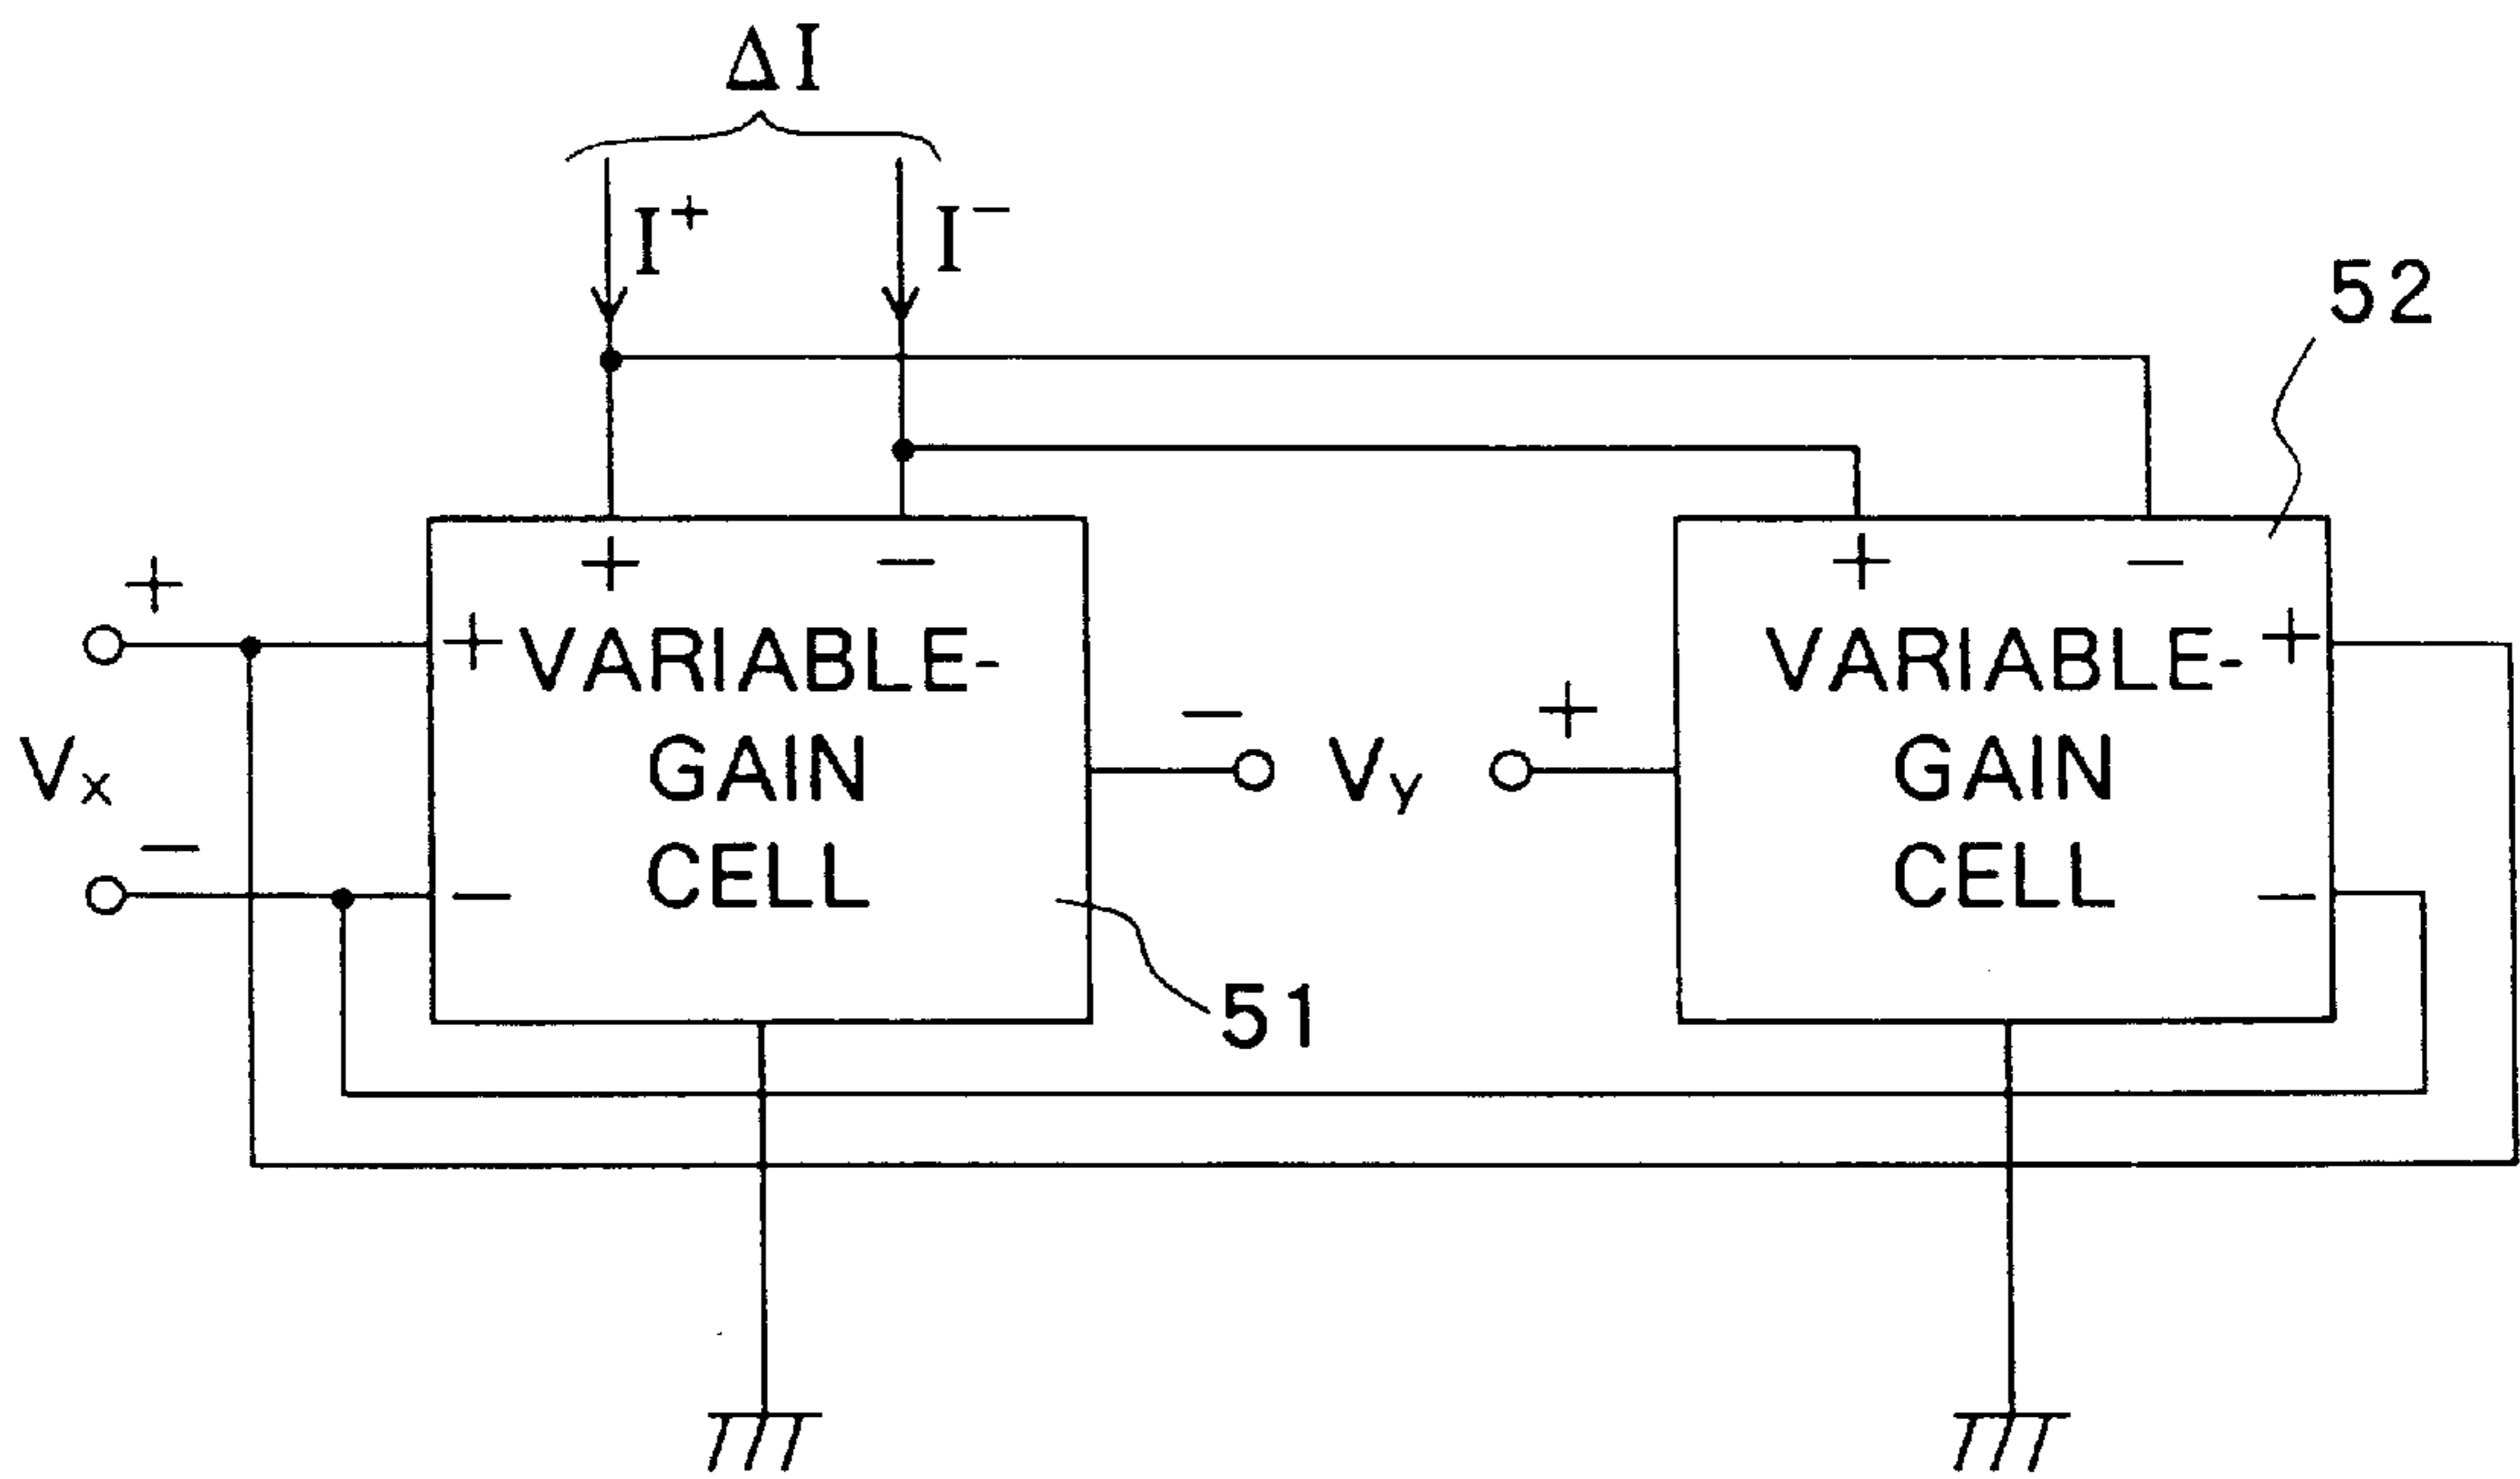 ΔI
I+ I−
52
+ − + −
+ + VARIABLE- VARIABLE- +
− +
Vx GAIN Vy GAIN
− − CELL CELL −
51